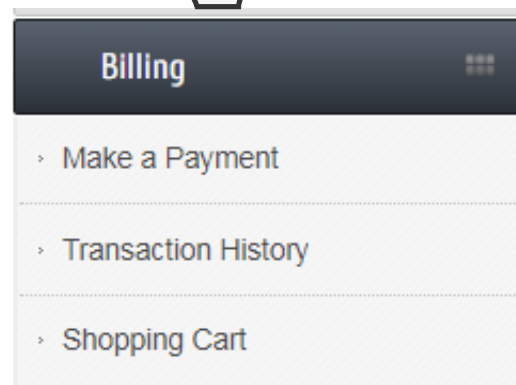 Billing
Make a Payment
Transaction History
Shopping Cart